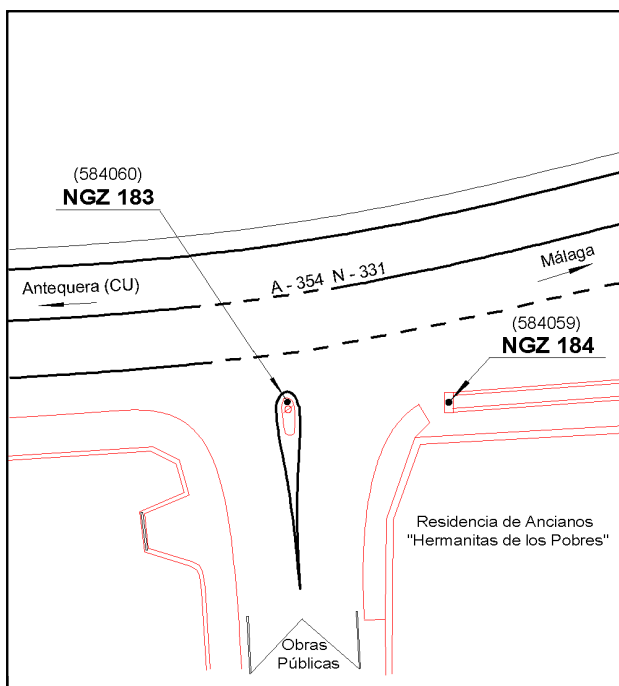 (584060)
NGZ 183
Antequera (CU)
A - 354 N - 331
Málaga
(584059)
NGZ 184
Residencia de Ancianos
"Hermanitas de los Pobres"
Obras
Públicas